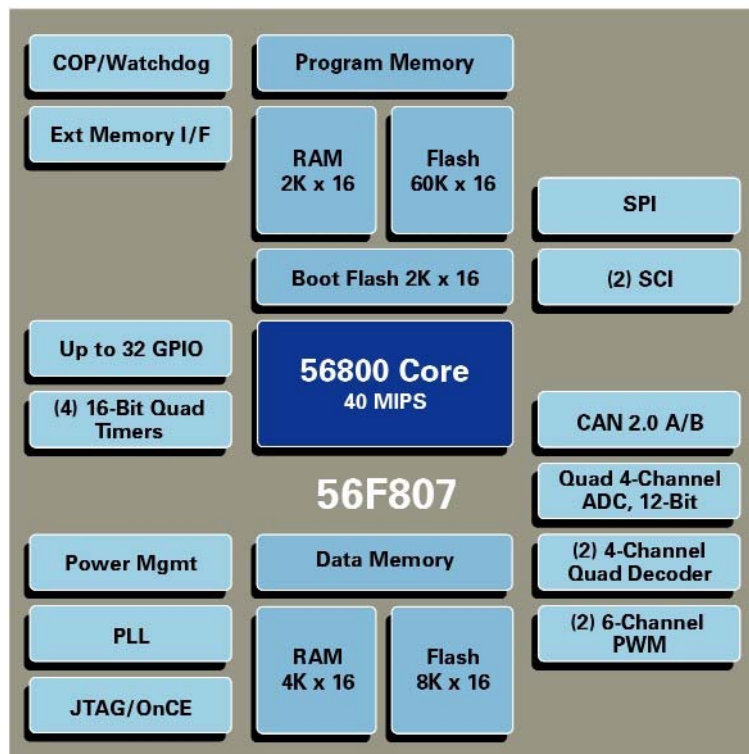 COP/Watchdog
Program Memory
Ext Memory I/F
RAM
2K x 16
Flash
60K x 16
SPI
Boot Flash 2K x 16
(2) SCI
Up to 32 GPIO
56800 Core
40 MIPS
(4) 16-Bit Quad
Timers
CAN 2.0 A/B
56F807
Quad 4-Channel
ADC, 12-Bit
Power Mgmt
Data Memory
(2) 4-Channel
Quad Decoder
PLL
RAM
4K x 16
Flash
8K x 16
(2) 6-Channel
PWM
JTAG/OnCE